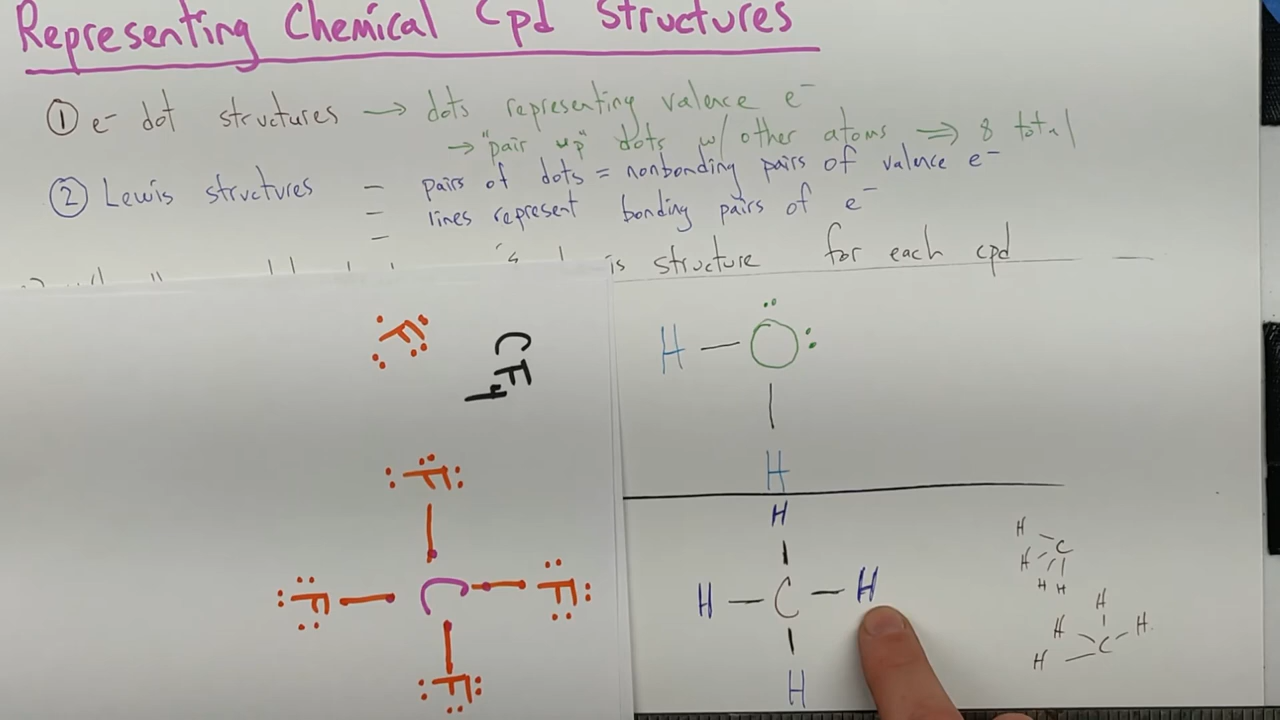 Representing Chemical Cpd Structures
① e⁻ dot structures → dots representing valence e⁻
→ "pair up" dots w/ other atoms ⇒ 8 total
② Lewis structures – pairs of dots = nonbonding pairs of valence e⁻
– lines represent bonding pairs of e⁻
– is structure for each cpd
F
CF4
F
F C F
F
H – O
H
H
H – C – H
H
H C
H
H H
H
H C H
H